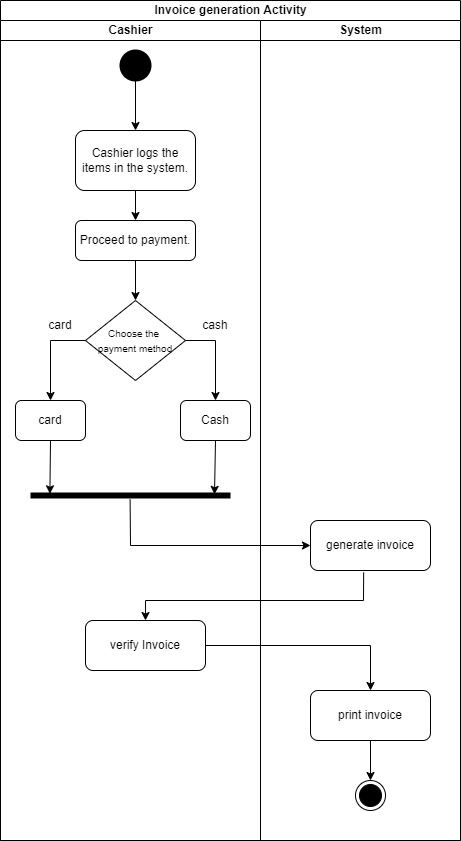 Invoice generation Activity
Cashier
System
Cashier logs the
items in the system.
Proceed to payment.
card
cash
Choose the
payment method
card
Cash
generate invoice
verify Invoice
print invoice